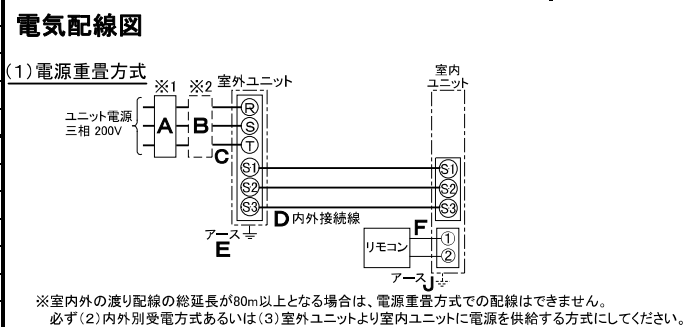 電気配線図
(1)電源重畳方式
※1 ※2 室外ユニット
室内
ユニット
ユニット電源
三相 200V
A
B
C
R
S
T
S1
S2
S3
S1
S2
S3
D 内外接続線
アース
E
リモコン
F
①
②
アース J
※室内外の渡り配線の総延長が80m以上となる場合は、電源重畳方式での配線はできません。
必ず(2)内外別受電方式あるいは(3)室外ユニットより室内ユニットに電源を供給する方式にしてください。